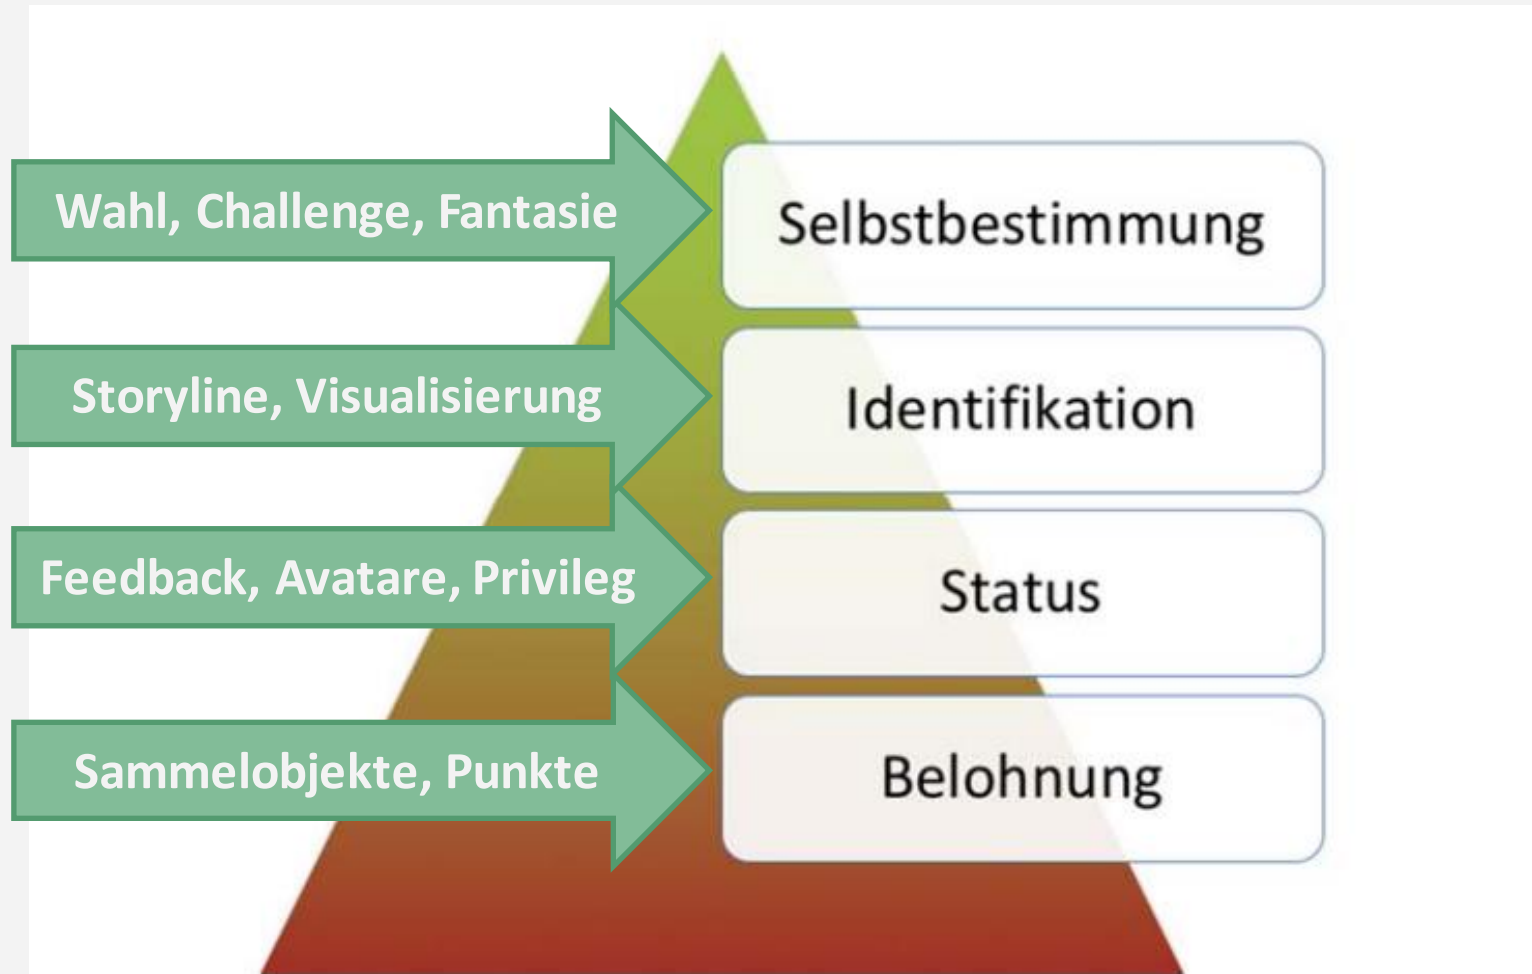 Wahl, Challenge, Fantasie
Selbstbestimmung
Storyline, Visualisierung
Identifikation
Feedback, Avatare, Privileg
Status
Sammelobjekte, Punkte
Belohnung